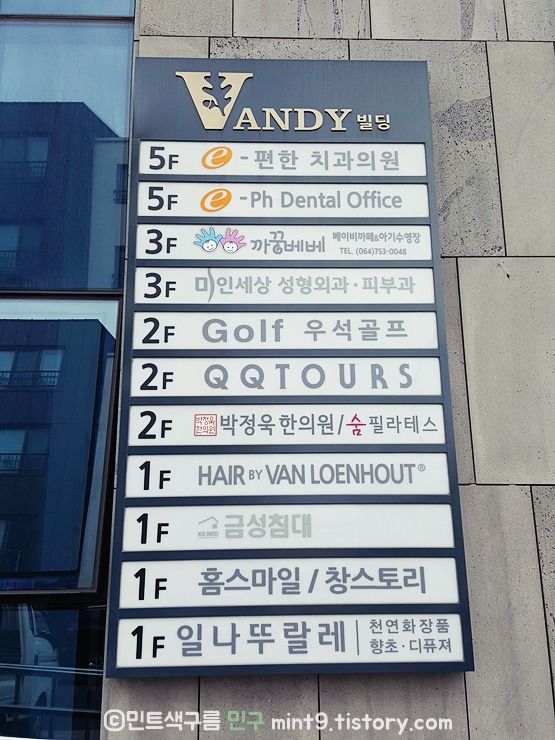 VANDY 빌딩
5F e-편한 치과의원
5F e-Ph Dental Office
3F 까꿍베베 베이비까페&아기수영장
TEL. (064)753-0048
3F 미인세상 성형외과·피부과
2F Golf 우석골프
2F QQTOURS
2F 박정욱한의원 박정욱한의원/숨필라테스
1F HAIR BY VAN LOENHOUT®
1F 금성침대
1F 홈스마일 / 창스토리
1F 일나뚜랄레 천연화장품
향초·디퓨져
©민트색구름 민구 mint9.tistory.com